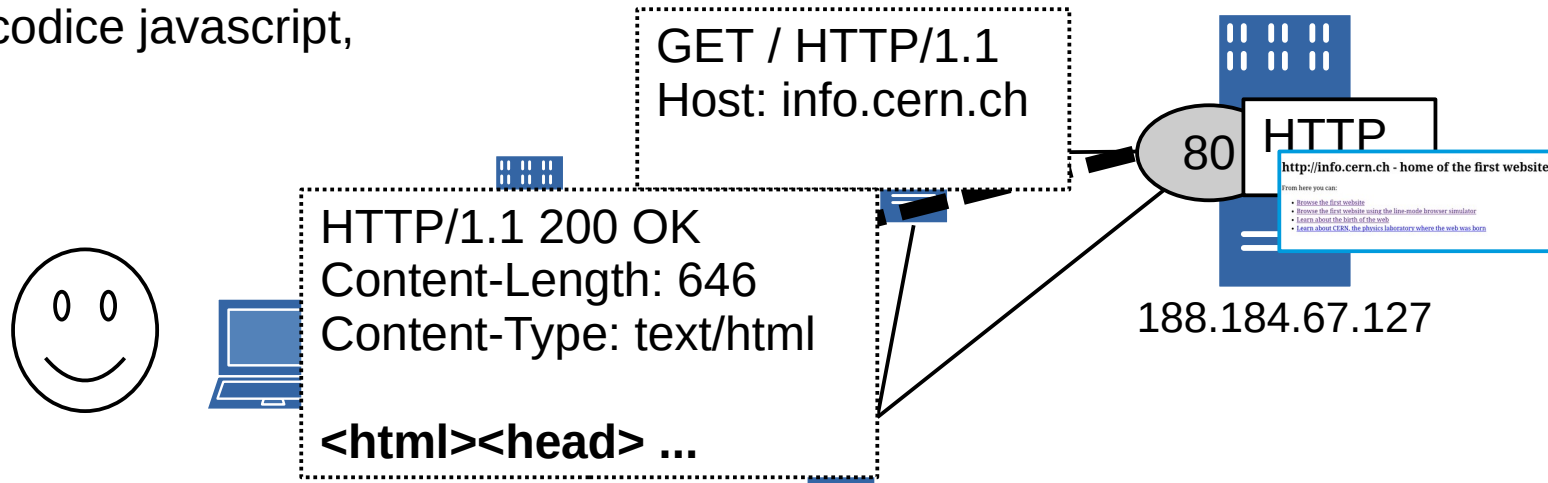 codice javascript,
GET / HTTP/1.1
Host: info.cern.ch
80
HTTP
http://info.cern.ch - home of the first website
From here you can:
Browse the first website
Browse the first website using the line-mode browser simulator
Learn about the birth of the web
Learn about CERN, the physics laboratory where the web was born
HTTP/1.1 200 OK
Content-Length: 646
Content-Type: text/html
<html><head> ...
188.184.67.127